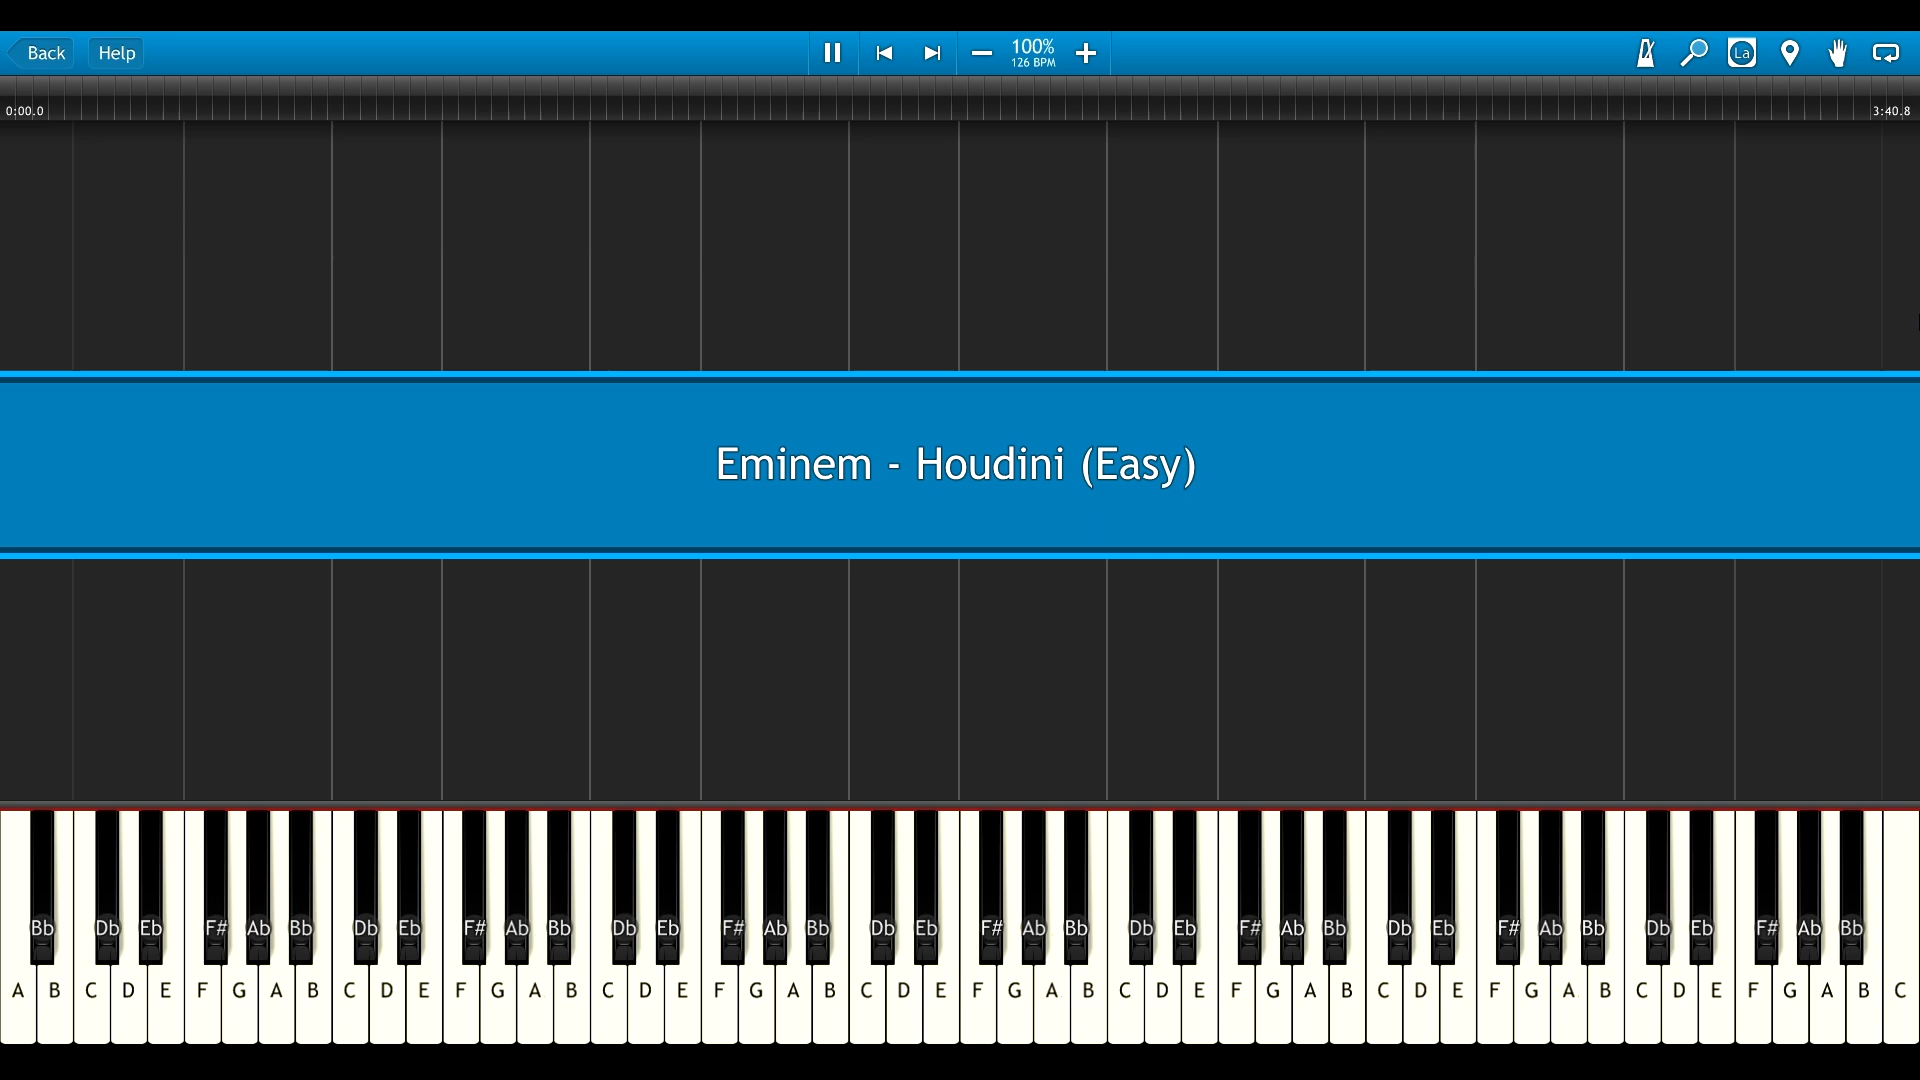 Back Help 100%
126 BPM La
0:00.0 3:40.8
Eminem - Houdini (Easy)
Bb Db Eb F# Ab Bb Db Eb F# Ab Bb Db Eb F# Ab Bb Db Eb F# Ab Bb Db Eb F# Ab Bb Db Eb F# Ab Bb Db Eb F# Ab Bb
A B C D E F G A B C D E F G A B C D E F G A B C D E F G A B C D E F G A B C D E F G A B C D E F G A B C